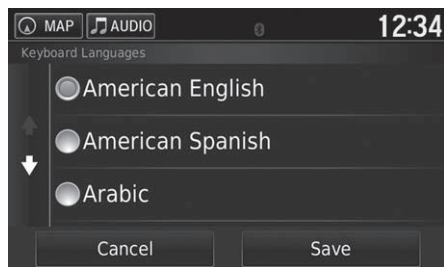 MAP AUDIO 12:34
Keyboard Languages
American English
American Spanish
Arabic
Cancel Save